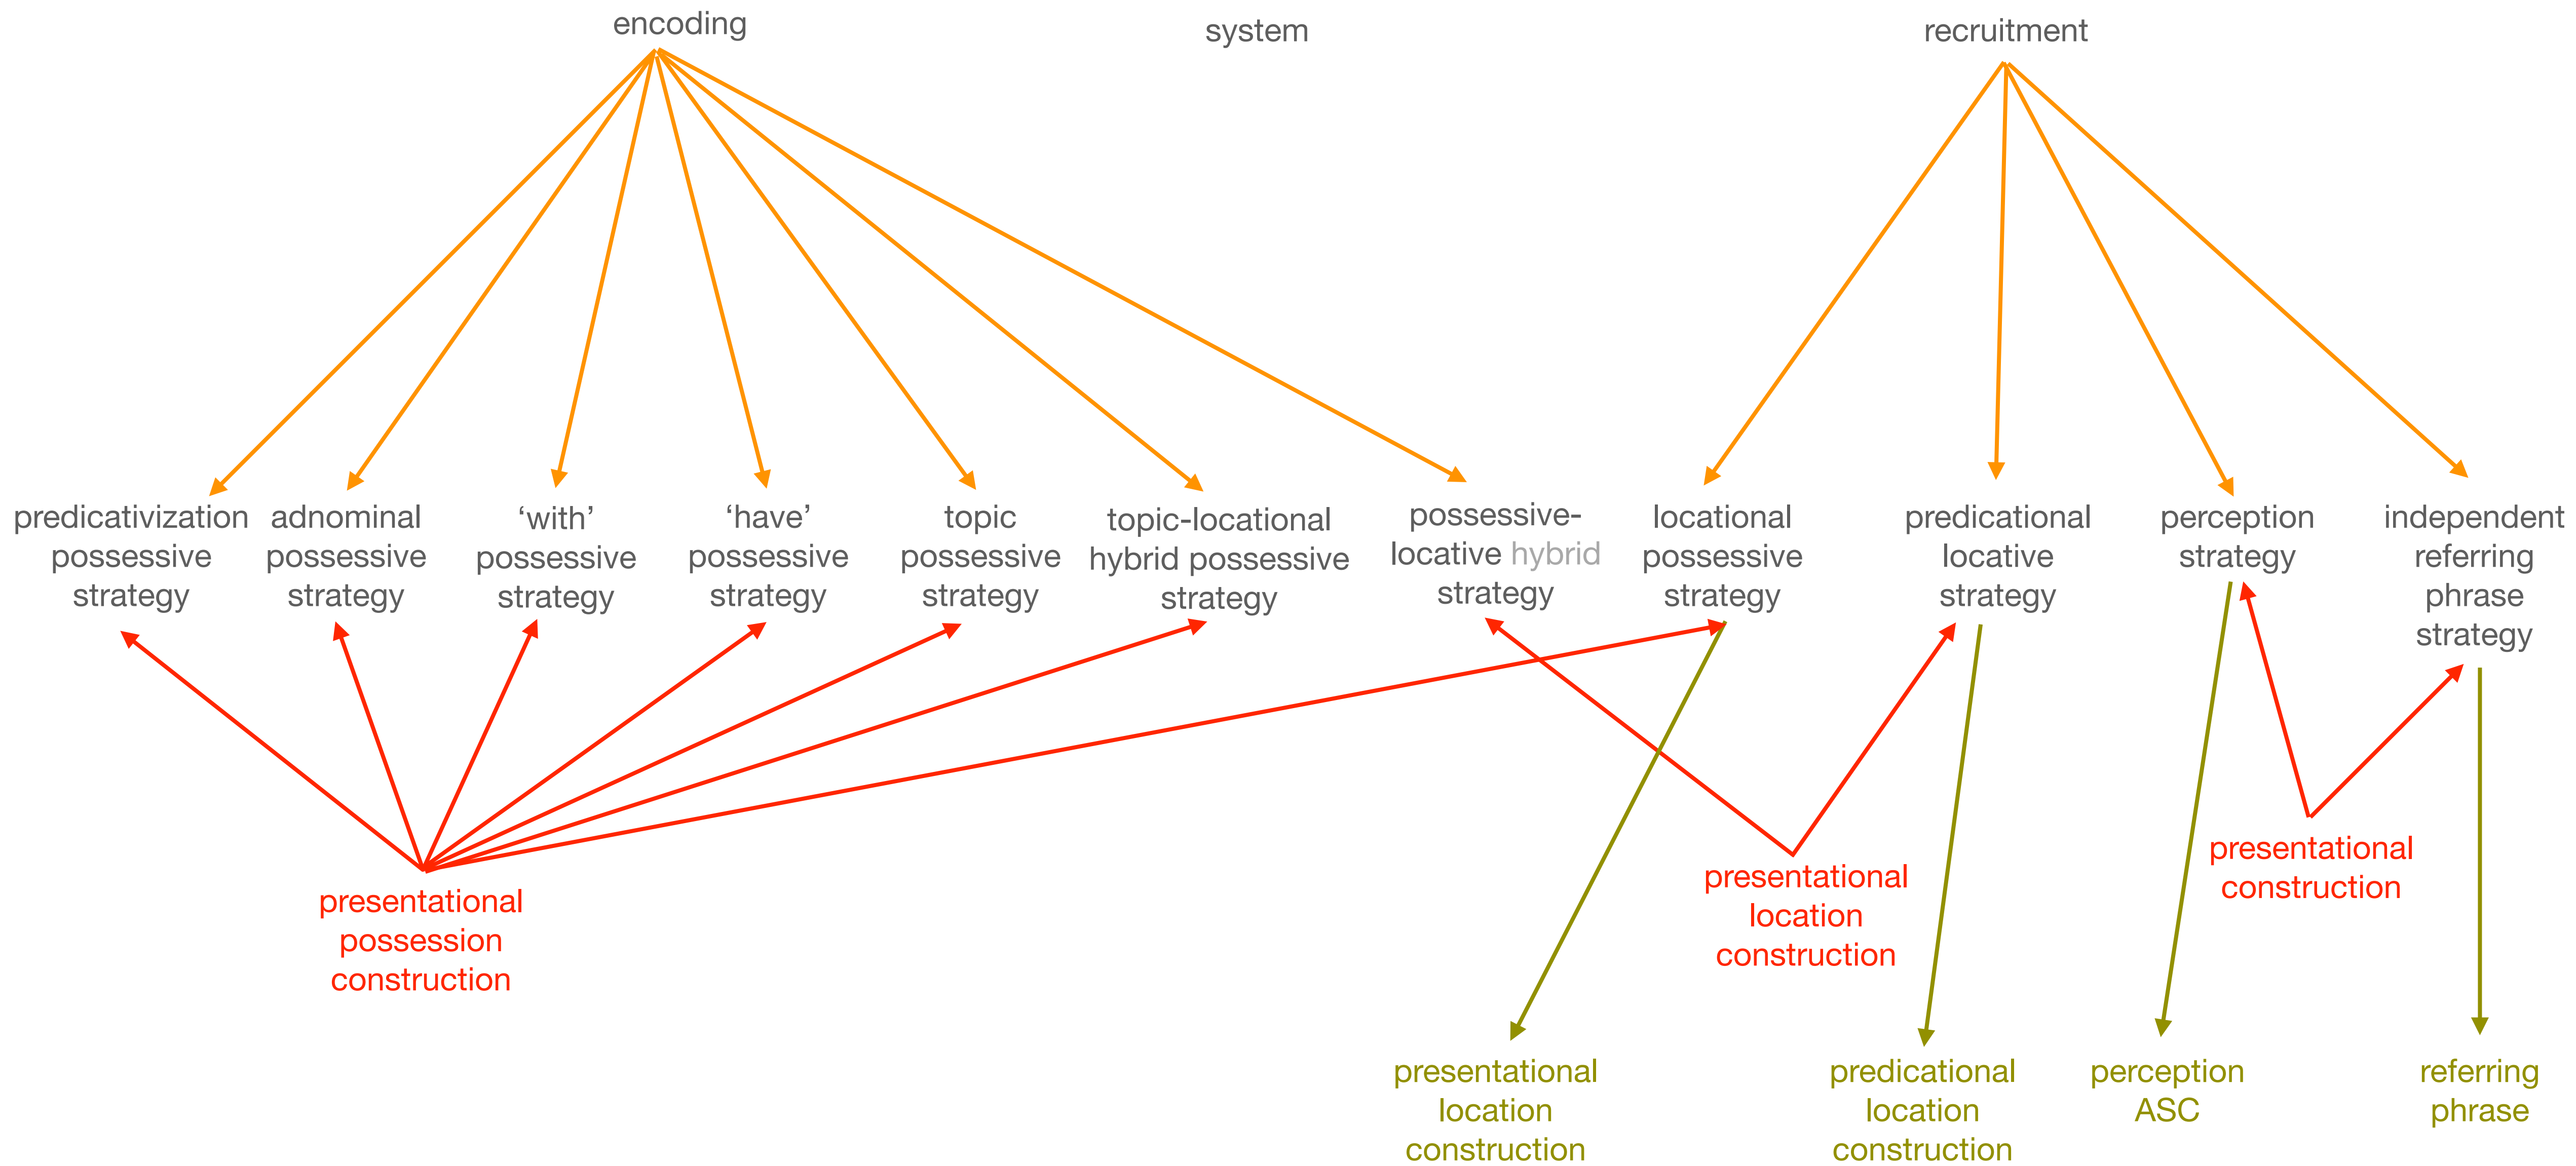 encoding
system
recruitment
predicativization
possessive
strategy
adnominal
possessive
strategy
‘with’
possessive
strategy
‘have’
possessive
strategy
topic
possessive
strategy
topic-locational
hybrid possessive
strategy
possessive-
locative hybrid
strategy
locational
possessive
strategy
predicational
locative
strategy
perception
strategy
independent
referring
phrase
strategy
presentational
possession
construction
presentational
location
construction
presentational
construction
presentational
location
construction
predicational
location
construction
perception
ASC
referring
phrase